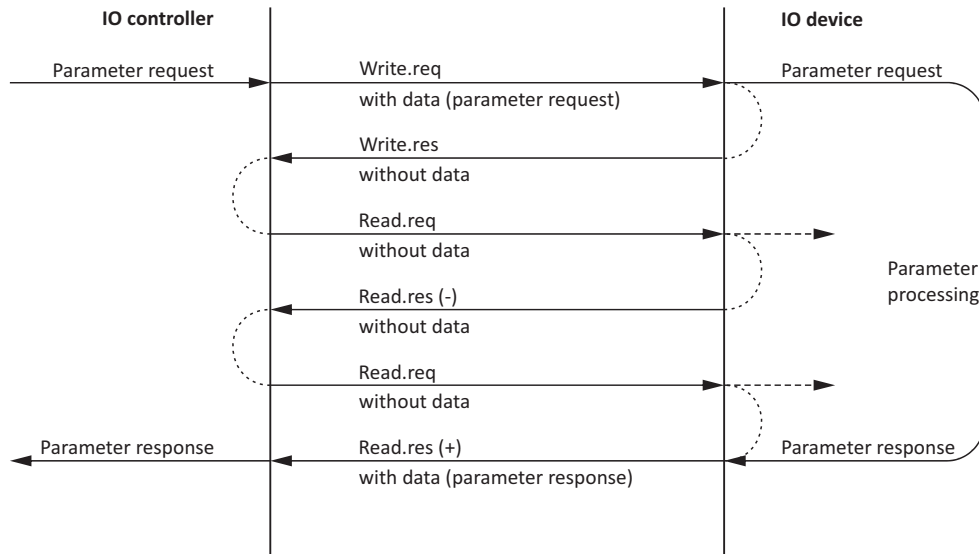 IO controller
IO device
Parameter request
Write.req
Parameter request
with data (parameter request)
Write.res
without data
Read.req
without data
Parameter
processing
Read.res (-)
without data
Read.req
without data
Parameter response
Read.res (+)
Parameter response
with data (parameter response)